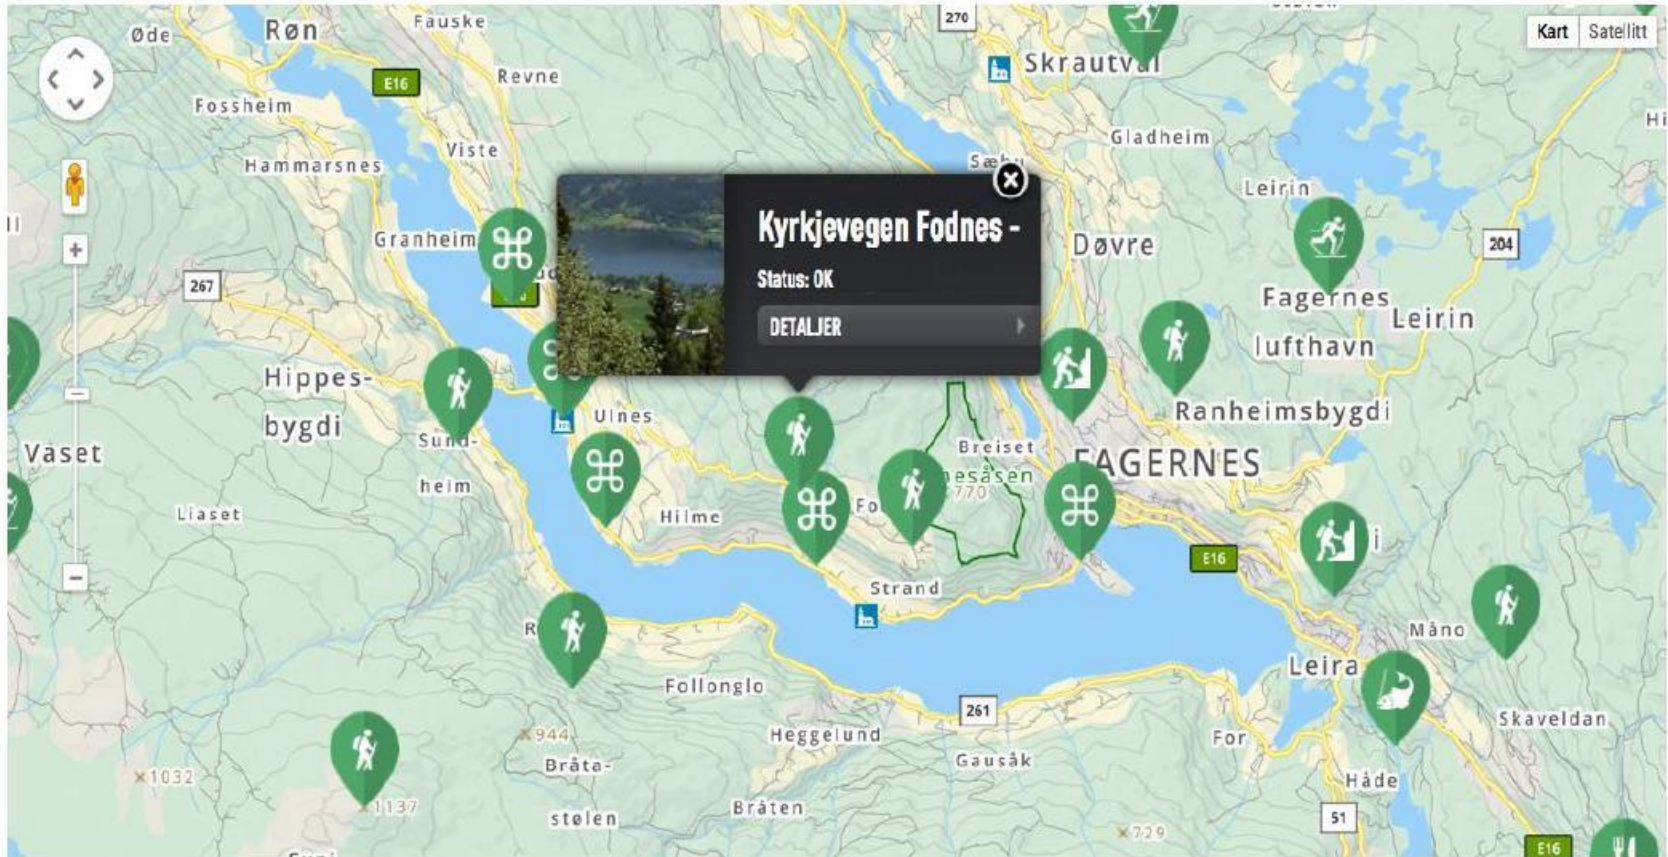 270
Kart Satellitt
Fauske
Røn
Øde
Skrautvål
E16
Revne
Fossheim
Gladheim
Viste
Hammarsnes
Leirin
Kyrkjevegen Fodnes -
Granheim
Døvre
204
Status: OK
267
Fagernes
lufthavn
Leirin
DETALJER
Hippes-
bygdi
Ulnes
Ranheimsbygdi
Sund-
heim
Breiset
Vaset
FAGERNES
770
Liaset
Hilme
E16
Strand
Måno
Leira
Follonglo
261
Skaveldan
944
Heggelund
For
Bråta-
stølen
Gausåk
1032
Håde
1137
Bråten
51
729
E16